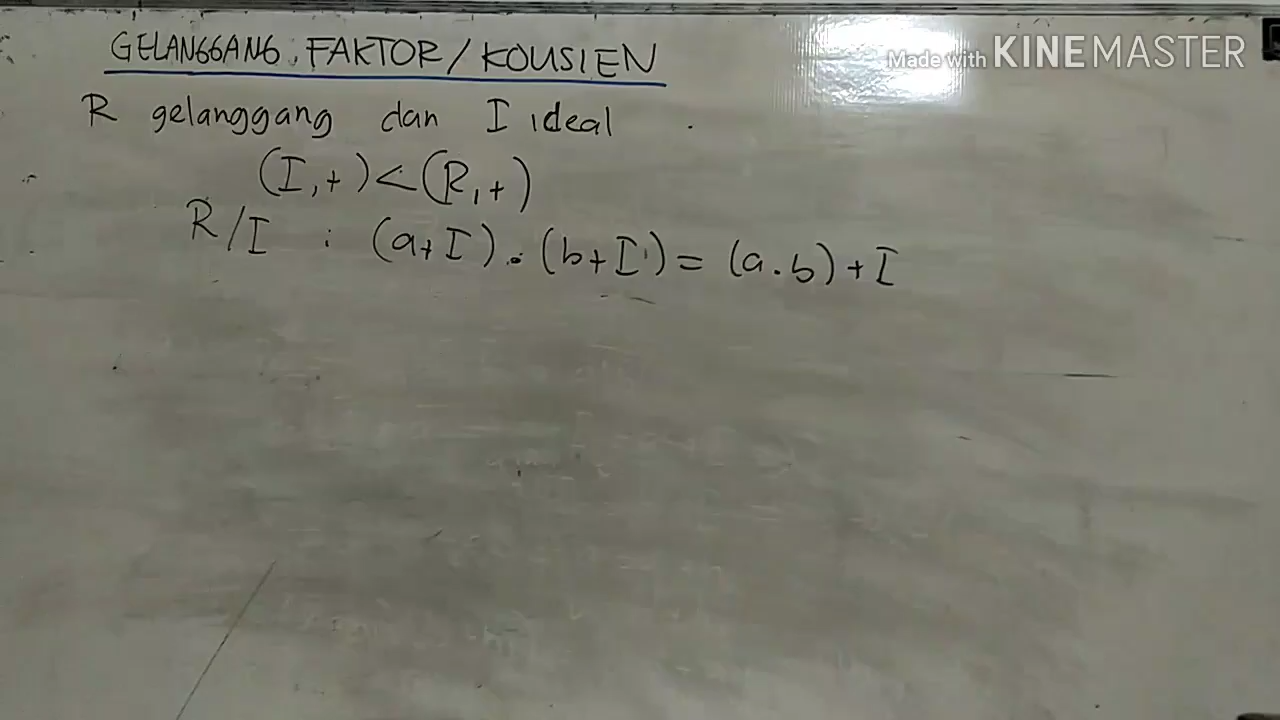 GELANGGANG FAKTOR/KOUSIEN
Made with KINEMASTER
R gelanggang dan I ideal .
(I,+)<(R,+)
R/I : (a+I).(b+I)= (a.b)+I